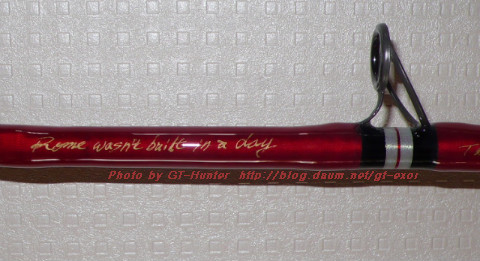 Rome wasn't built in a day
Photo by GT-Hunter http://blog.daum.net/gt-exor